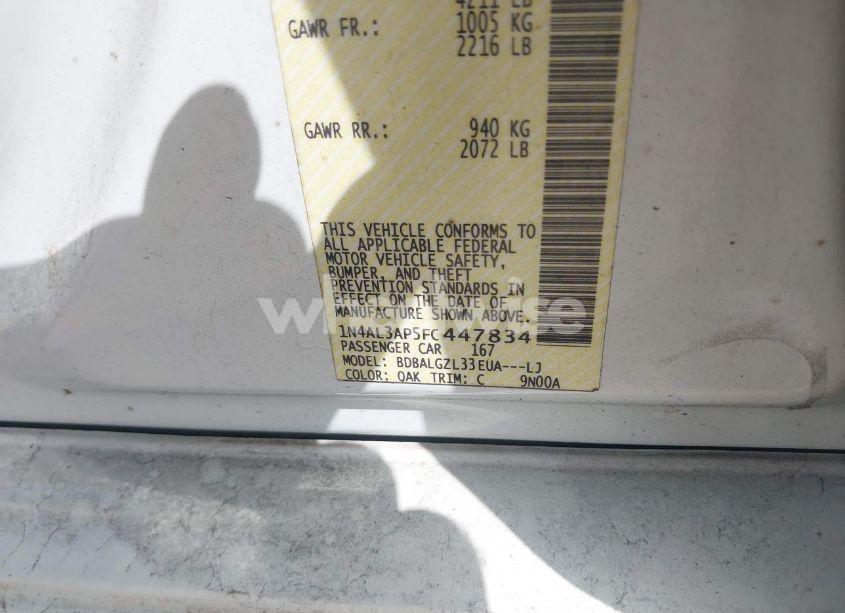 4211 LB
GAWR FR.: 1005 KG
2216 LB
GAWR RR.: 940 KG
2072 LB
THIS VEHICLE CONFORMS TO
ALL APPLICABLE FEDERAL
MOTOR VEHICLE SAFETY,
BUMPER, AND THEFT
PREVENTION STANDARDS IN
EFFECT ON THE DATE OF
MANUFACTURE SHOWN ABOVE.
1N4AL3AP5FC447834
PASSENGER CAR 167
MODEL: BDBALGZL33EUA---LJ
COLOR: QAK TRIM: C 9N00A